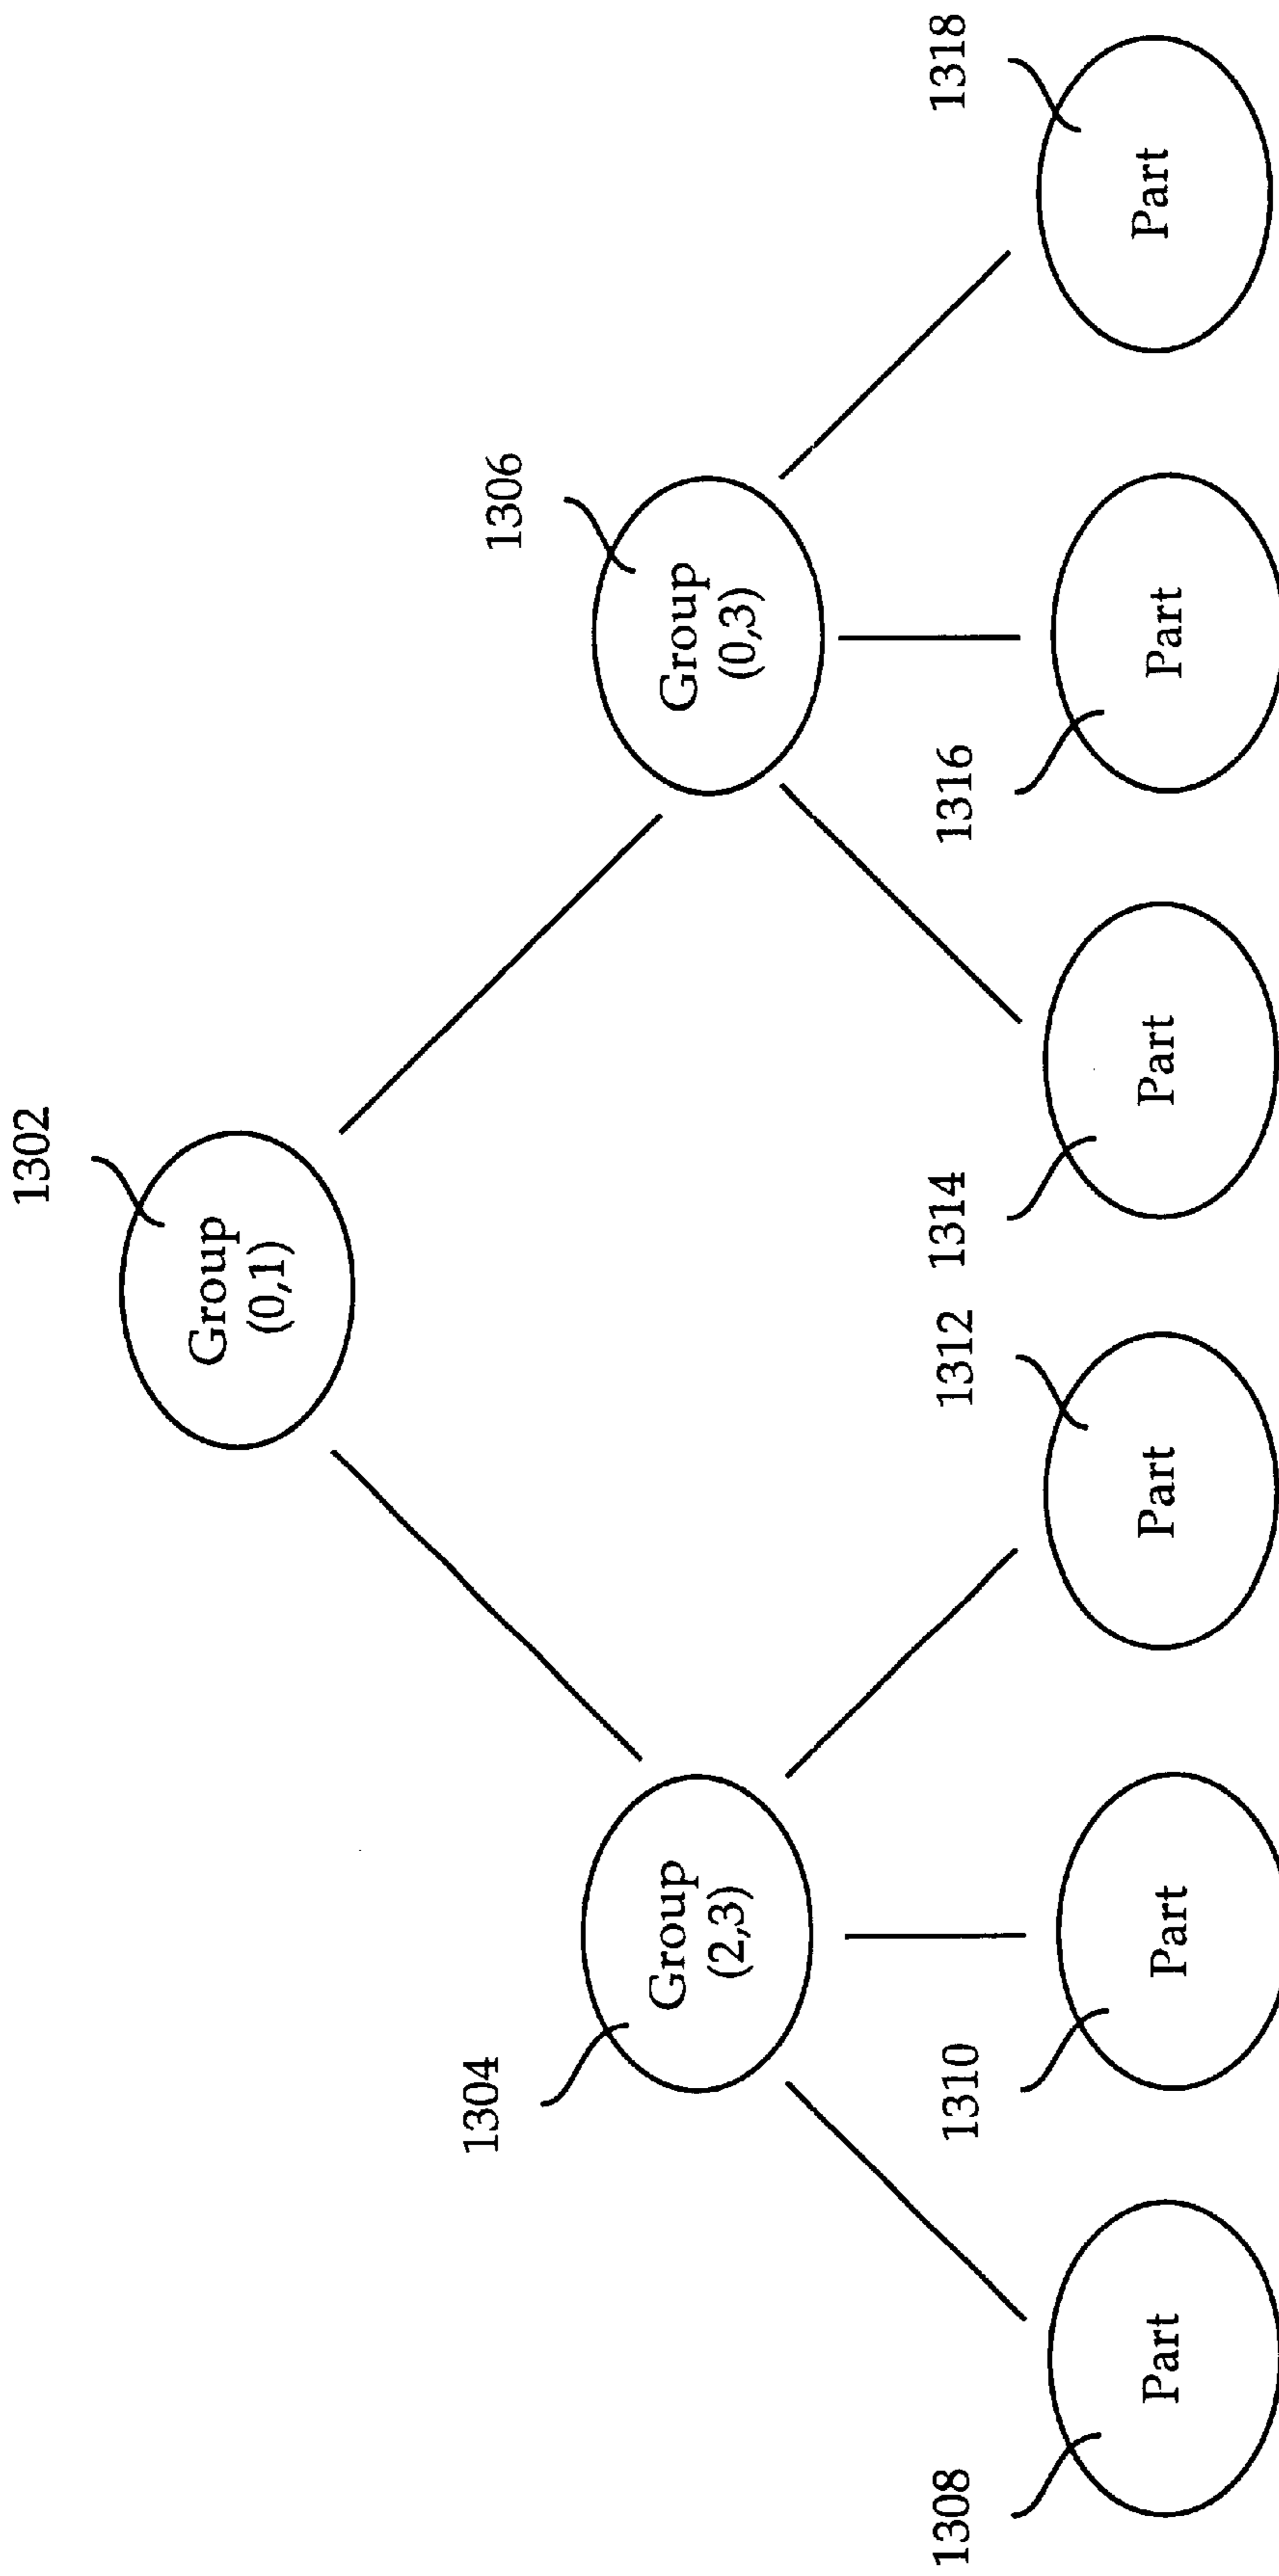 1302
Group
(0,1)
1304
Group
(2,3)
1306
Group
(0,3)
1308
Part
1310
Part
1312
Part
1314
Part
1316
Part
1318
Part